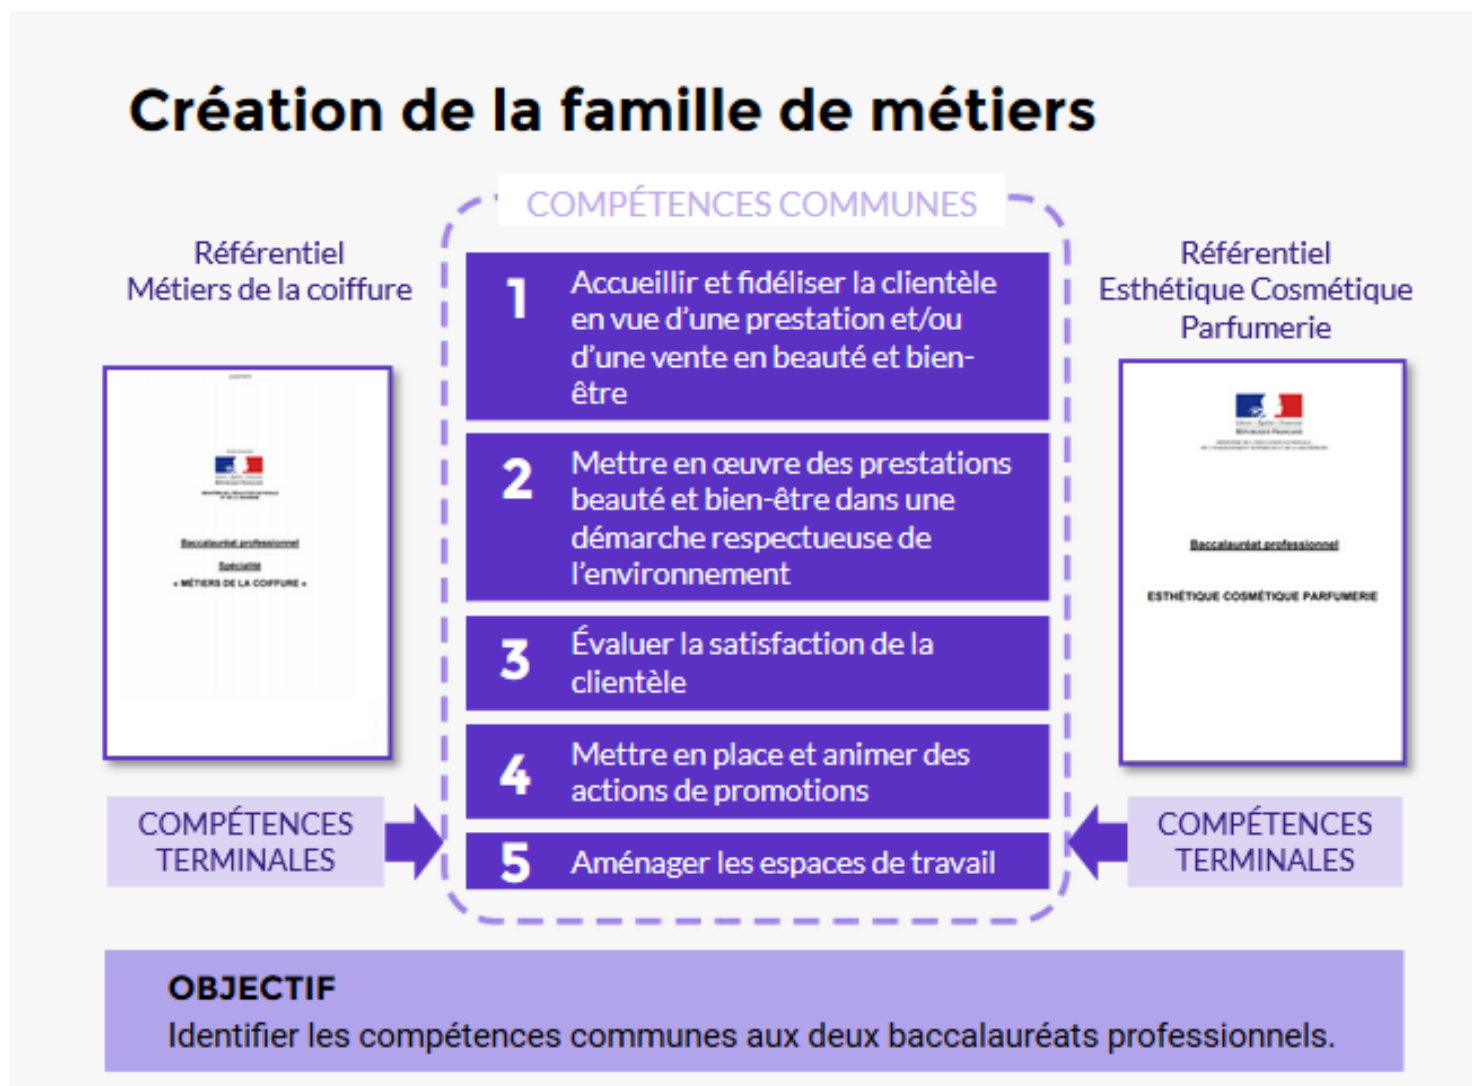 Création de la famille de métiers
COMPÉTENCES COMMUNES
Référentiel
Métiers de la coiffure
Baccalauréat professionnel
Spécialité
« MÉTIERS DE LA COIFFURE »
COMPÉTENCES
TERMINALES
1
Accueillir et fidéliser la clientèle
en vue d’une prestation et/ou
d’une vente en beauté et bien-
être
2
Mettre en œuvre des prestations
beauté et bien-être dans une
démarche respectueuse de
l’environnement
3
Évaluer la satisfaction de la
clientèle
4
Mettre en place et animer des
actions de promotions
5
Aménager les espaces de travail
Référentiel
Esthétique Cosmétique
Parfumerie
RÉPUBLIQUE FRANÇAISE
Baccalauréat professionnel
ESTHÉTIQUE COSMÉTIQUE PARFUMERIE
COMPÉTENCES
TERMINALES
OBJECTIF
Identifier les compétences communes aux deux baccalauréats professionnels.